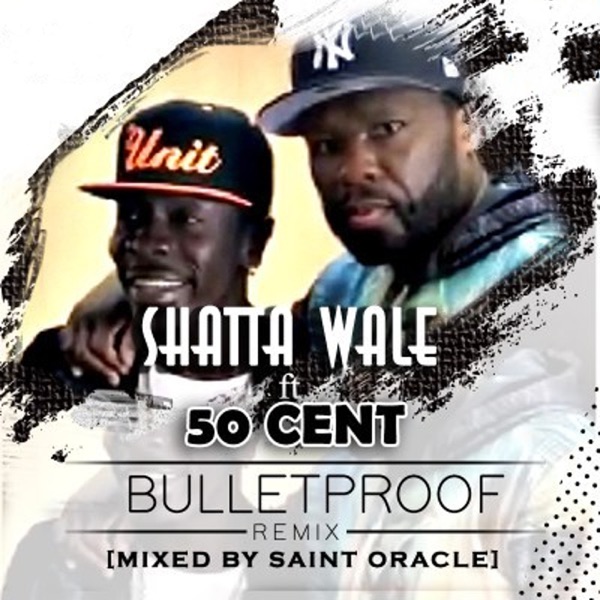 NY
Unit
SHATTA WALE
ft
50 CENT
BULLETPROOF
REMIX
[MIXED BY SAINT ORACLE]